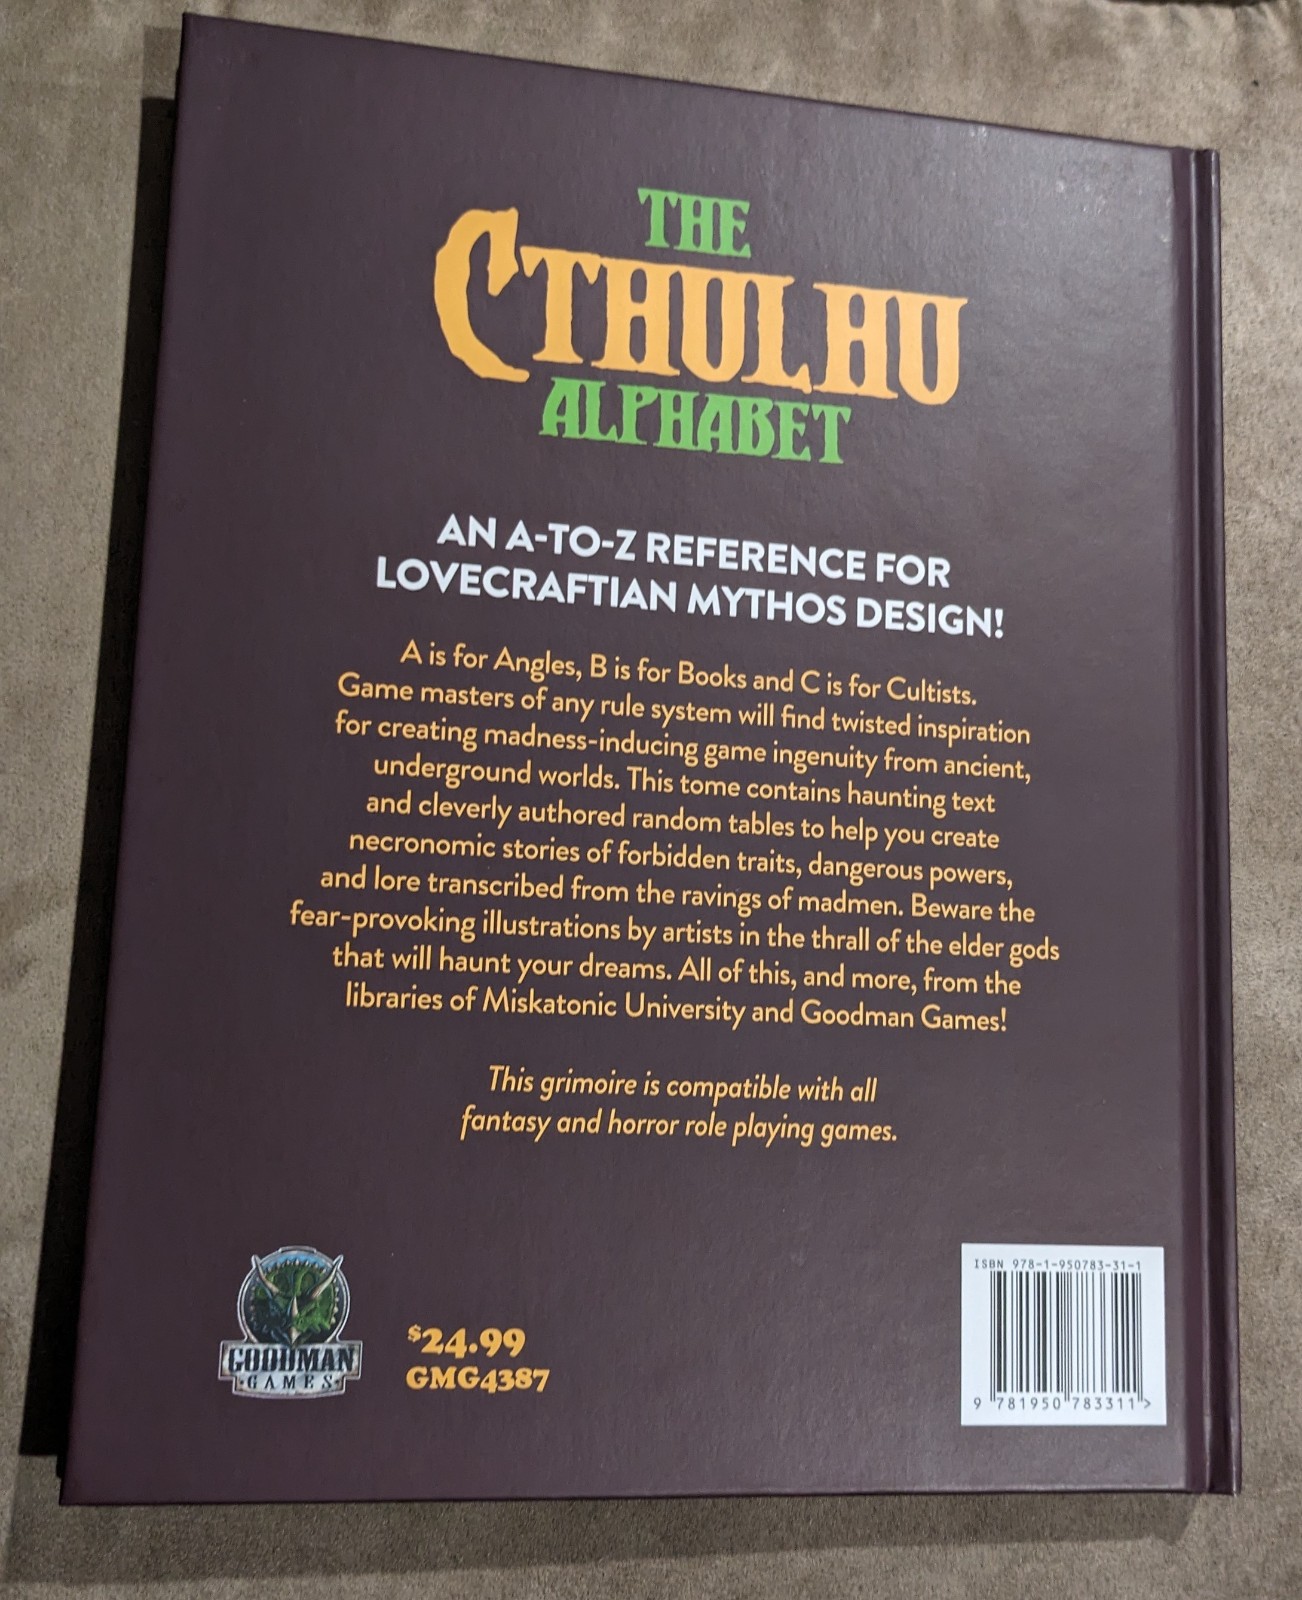 THE
CTHULHU
ALPHABET
AN A-TO-Z REFERENCE FOR
LOVECRAFTIAN MYTHOS DESIGN!
A is for Angles, B is for Books and C is for Cultists.
Game masters of any rule system will find twisted inspiration
for creating madness-inducing game ingenuity from ancient,
underground worlds. This tome contains haunting text
and cleverly authored random tables to help you create
necronomic stories of forbidden traits, dangerous powers,
and lore transcribed from the ravings of madmen. Beware the
fear-provoking illustrations by artists in the thrall of the elder gods
that will haunt your dreams. All of this, and more, from the
libraries of Miskatonic University and Goodman Games!
This grimoire is compatible with all
fantasy and horror role playing games.
GOODMAN
GAMES
$24.99
GMG4387
ISBN 978-1-950783-31-1
9 781950 783311 >